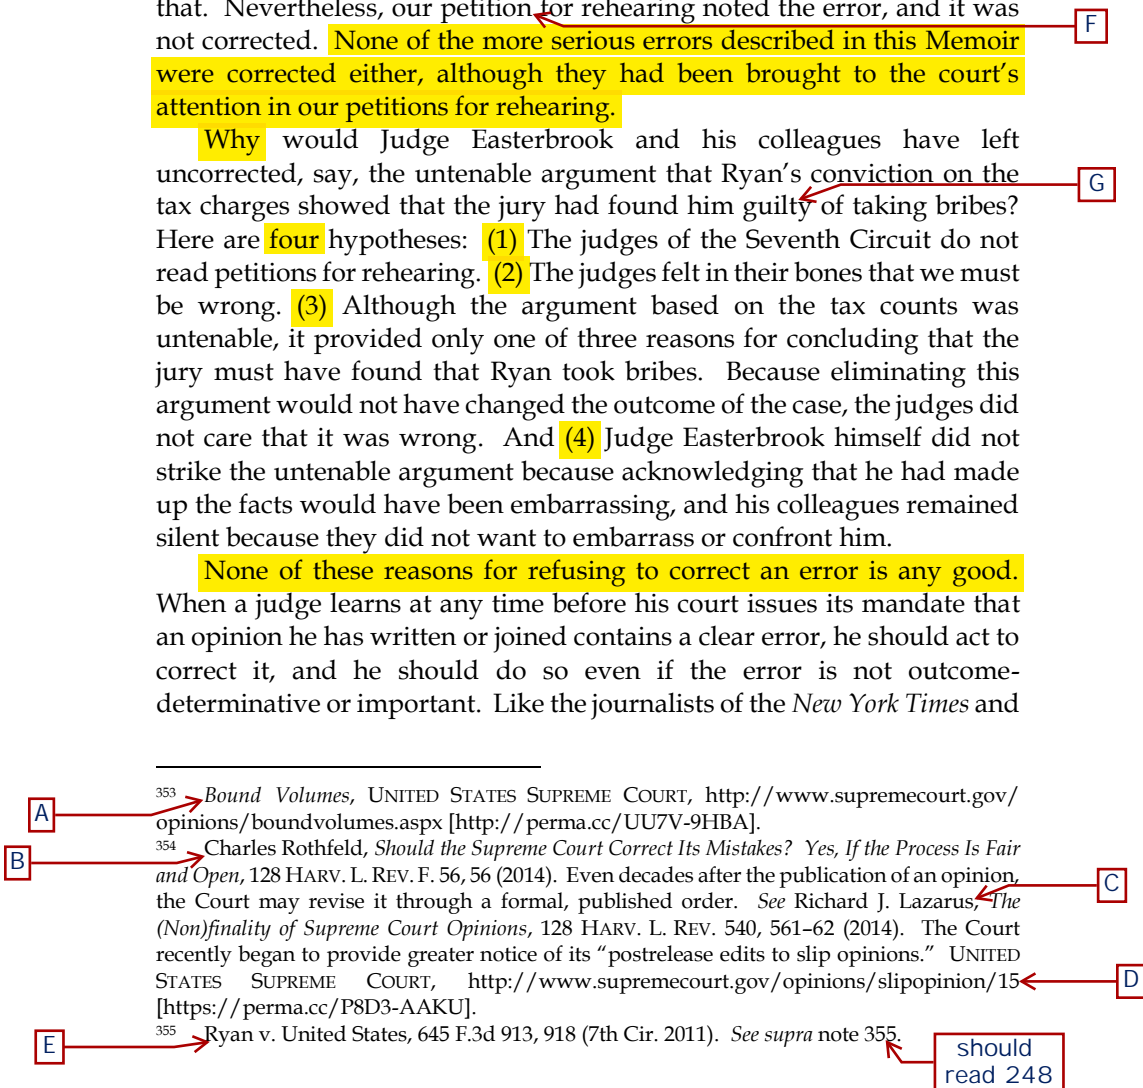 that. Nevertheless, our petition for rehearing noted the error, and it was
F
not corrected. None of the more serious errors described in this Memoir
were corrected either, although they had been brought to the court's
attention in our petitions for rehearing.
Why would Judge Easterbrook and his colleagues have left
uncorrected, say, the untenable argument that Ryan's conviction on the
G
tax charges showed that the jury had found him guilty of taking bribes?
Here are four hypotheses: (1) The judges of the Seventh Circuit do not
read petitions for rehearing. (2) The judges felt in their bones that we must
be wrong. (3) Although the argument based on the tax counts was
untenable, it provided only one of three reasons for concluding that the
jury must have found that Ryan took bribes. Because eliminating this
argument would not have changed the outcome of the case, the judges did
not care that it was wrong. And (4) Judge Easterbrook himself did not
strike the untenable argument because acknowledging that he had made
up the facts would have been embarrassing, and his colleagues remained
silent because they did not want to embarrass or confront him.
None of these reasons for refusing to correct an error is any good.
When a judge learns at any time before his court issues its mandate that
an opinion he has written or joined contains a clear error, he should act to
correct it, and he should do so even if the error is not outcome-
determinative or important. Like the journalists of the New York Times and
353 Bound Volumes, UNITED STATES SUPREME COURT, http://www.supremecourt.gov/
A
opinions/boundvolumes.aspx [http://perma.cc/UU7V-9HBA].
354 Charles Rothfeld, Should the Supreme Court Correct Its Mistakes? Yes, If the Process Is Fair
B
and Open, 128 HARV. L. REV. F. 56, 56 (2014). Even decades after the publication of an opinion,
C
the Court may revise it through a formal, published order. See Richard J. Lazarus, The
(Non)finality of Supreme Court Opinions, 128 HARV. L. REV. 540, 561–62 (2014). The Court
recently began to provide greater notice of its "postrelease edits to slip opinions." UNITED
STATES SUPREME COURT, http://www.supremecourt.gov/opinions/slipopinion/15
D
[https://perma.cc/P8D3-AAKU].
355 Ryan v. United States, 645 F.3d 913, 918 (7th Cir. 2011). See supra note 355.
E
should
read 248